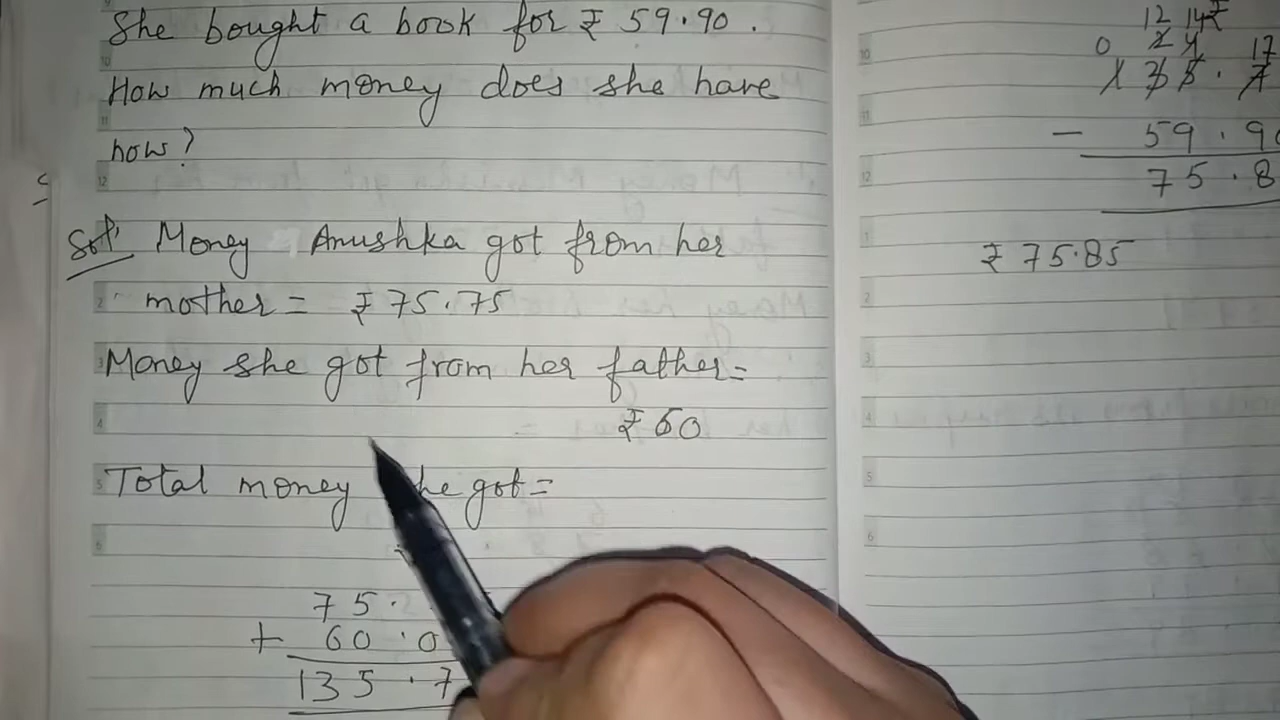 She bought a book for ₹ 59.90.
How much money does she have
now?
Sol. Money Anushka got from her
mother = ₹ 75.75
Money she got from her father =
₹ 60
Total money he got =
75.
+ 60.0
135.7
12 14
0 2 4 17
1 3 5 . 7
- 59.90
75.8
₹ 75.85